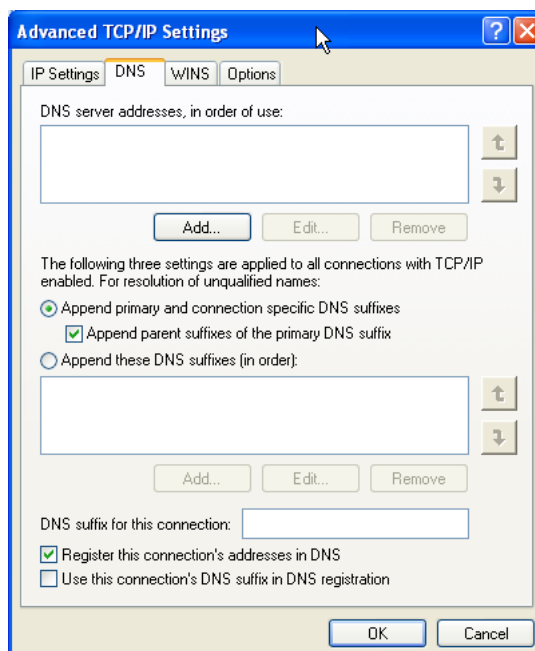 Advanced TCP/IP Settings
IP Settings DNS WINS Options
DNS server addresses, in order of use:
Add... Edit... Remove
The following three settings are applied to all connections with TCP/IP
enabled. For resolution of unqualified names:
Append primary and connection specific DNS suffixes
Append parent suffixes of the primary DNS suffix
Append these DNS suffixes (in order):
Add... Edit... Remove
DNS suffix for this connection:
Register this connection's addresses in DNS
Use this connection's DNS suffix in DNS registration
OK Cancel